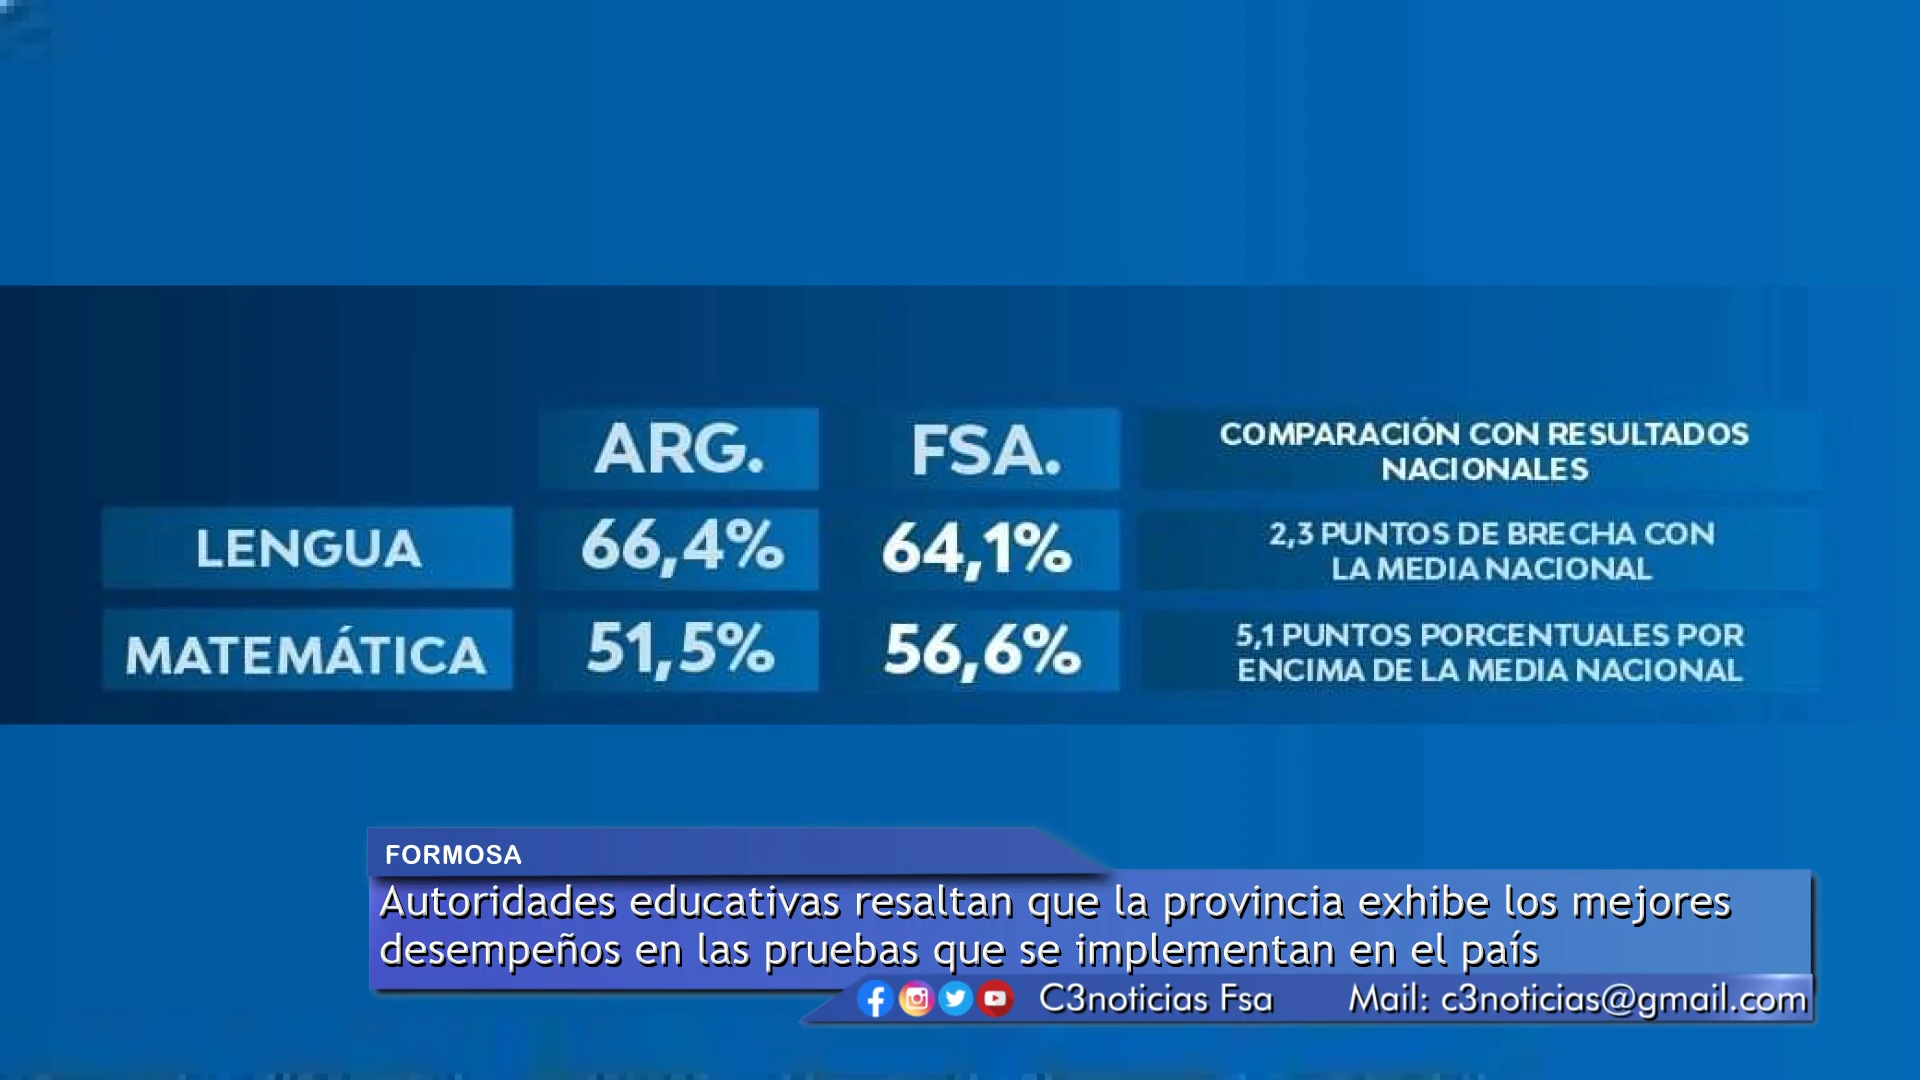 ARG.
FSA.
COMPARACIÓN CON RESULTADOS
NACIONALES
LENGUA
66,4%
64,1%
2,3 PUNTOS DE BRECHA CON
LA MEDIA NACIONAL
MATEMÁTICA
51,5%
56,6%
5,1 PUNTOS PORCENTUALES POR
ENCIMA DE LA MEDIA NACIONAL
FORMOSA
Autoridades educativas resaltan que la provincia exhibe los mejores
desempeños en las pruebas que se implementan en el país
C3noticias Fsa
Mail: c3noticias@gmail.com